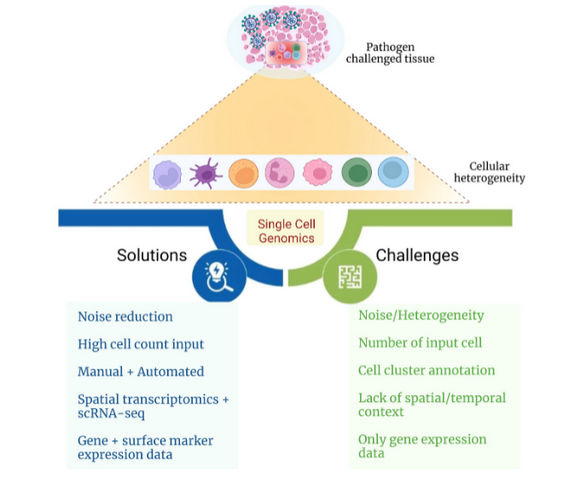 Pathogen
challenged tissue
Cellular
heterogeneity
Single Cell
Genomics
Solutions
Challenges
Noise reduction
High cell count input
Manual + Automated
Spatial transcriptomics +
scRNA-seq
Gene + surface marker
expression data
Noise/Heterogeneity
Number of input cell
Cell cluster annotation
Lack of spatial/temporal
context
Only gene expression
data